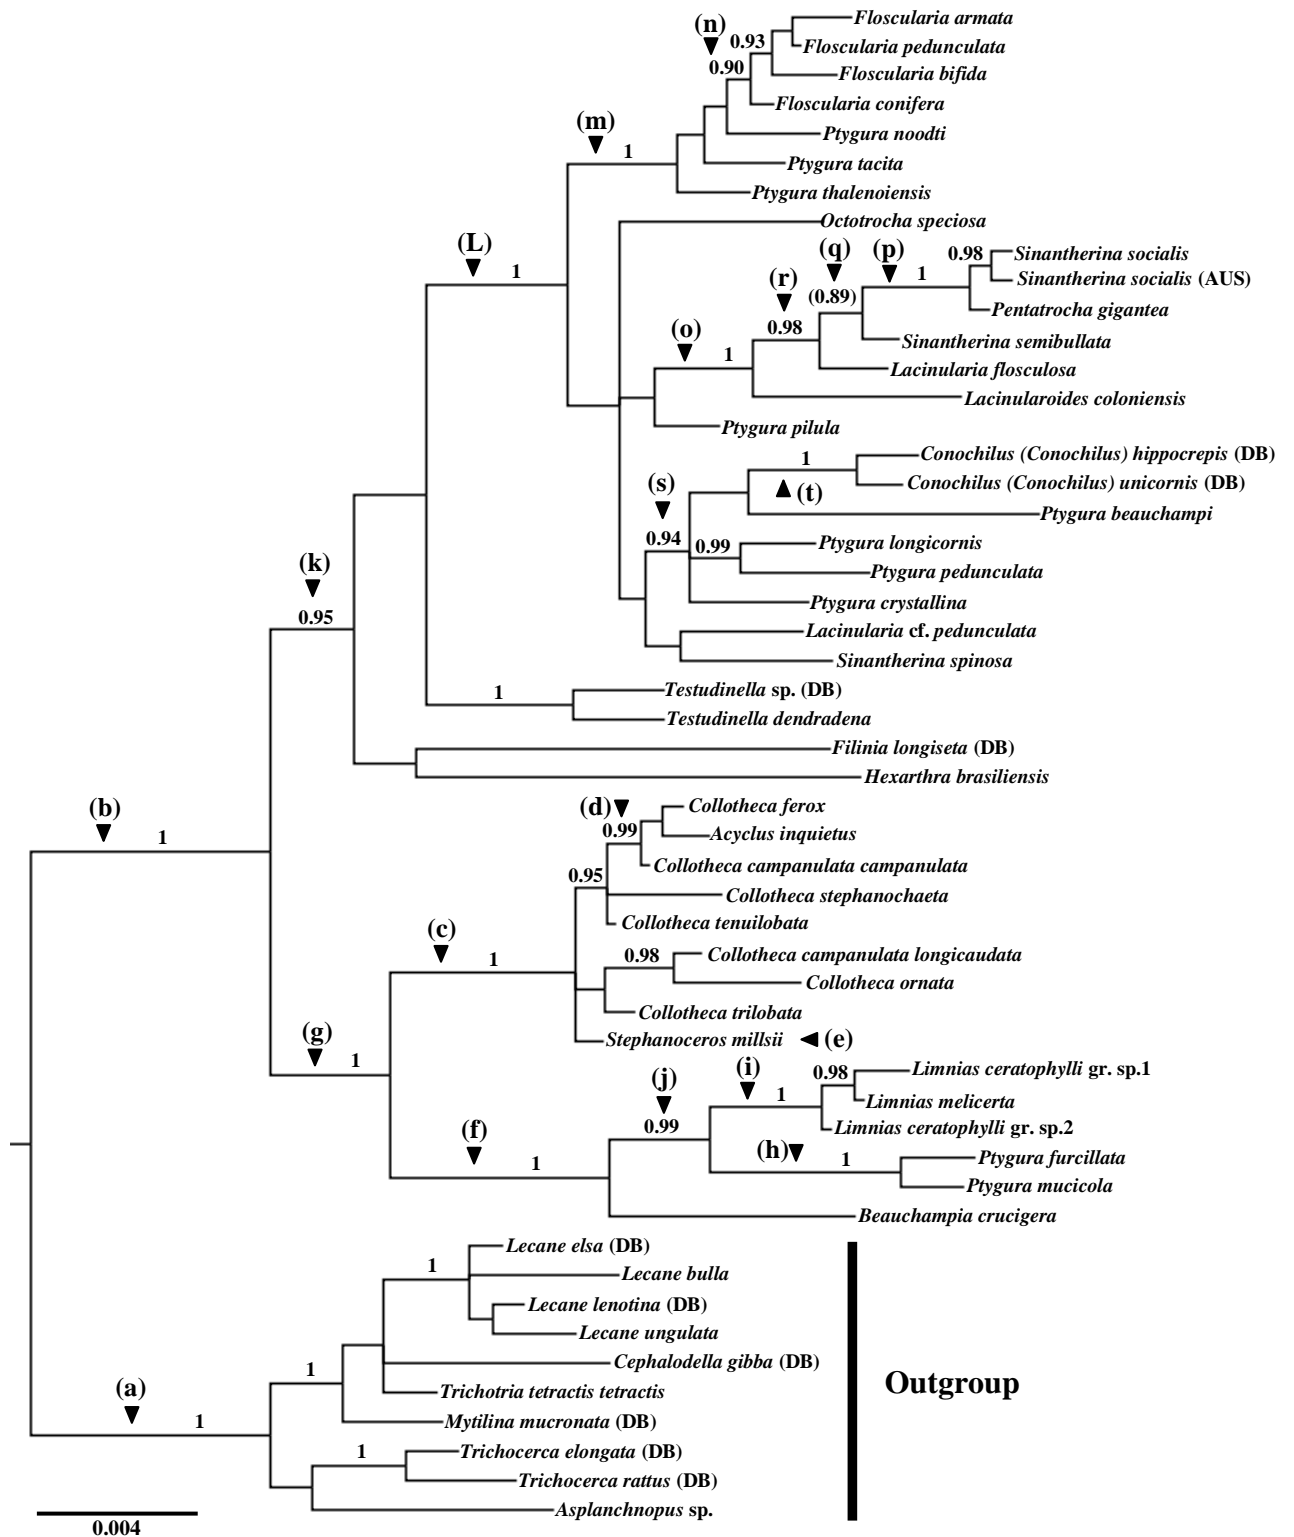 Floscularia armata
(n)
0.93
Floscularia pedunculata
0.90
Floscularia bifida
Floscularia conifera
(m)
Ptygura noodti
1
Ptygura tacita
Ptygura thalenoiensis
Octotrocha speciosa
(L)
(q) (p)
0.98 Sinantherina socialis
1
(r)
1
Sinantherina socialis (AUS)
(0.89)
Pentatrocha gigantea
(o)
0.98
Sinantherina semibullata
1
Lacinularia flosculosa
Lacinularoides coloniensis
Ptygura pilula
1
Conochilus (Conochilus) hippocrepis (DB)
(s)
(t)
Conochilus (Conochilus) unicornis (DB)
Ptygura beauchampi
0.94 0.99
Ptygura longicornis
(k)
Ptygura pedunculata
0.95
Ptygura crystallina
Lacinularia cf. pedunculata
Sinantherina spinosa
1
Testudinella sp. (DB)
Testudinella dendradena
Filinia longiseta (DB)
Hexarthra brasiliensis
(b)
(d)
Collotheca ferox
1
0.99
Acyclus inquietus
Collotheca campanulata campanulata
0.95
Collotheca stephanochaeta
(c)
Collotheca tenuilobata
1
0.98
Collotheca campanulata longicaudata
Collotheca ornata
Collotheca trilobata
(g)
Stephanoceros millsii (e)
1
(j)
(i)
0.98
Limnias ceratophylli gr. sp.1
1
Limnias melicerta
(f)
0.99
Limnias ceratophylli gr. sp.2
1
(h)
1
Ptygura furcillata
Ptygura mucicola
Beauchampia crucigera
Lecane elsa (DB)
1
Lecane bulla
Lecane lenotina (DB)
Lecane ungulata
1
Cephalodella gibba (DB)
Outgroup
(a)
Trichotria tetractis tetractis
1
Mytilina mucronata (DB)
1
Trichocerca elongata (DB)
Trichocerca rattus (DB)
Asplanchnopus sp.
0.004